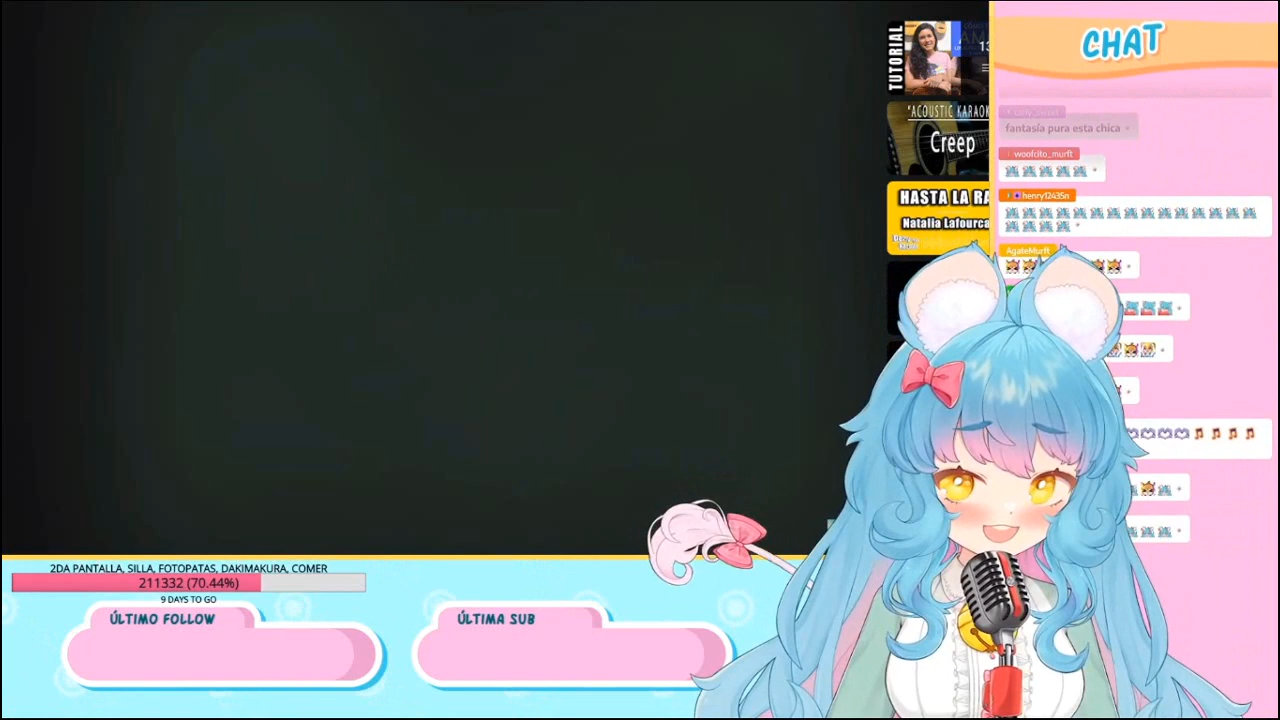 TUTORIAL
"ACOUSTIC KARAOK
Creep
HASTA LA RA
Natalia Lafourca
CHAT
fantasía pura esta chica
woofcito_murft
henry12435n
AgateMurft
2DA PANTALLA, SILLA, FOTOPATAS, DAKIMAKURA, COMER
211332 (70.44%)
9 DAYS TO GO
ÚLTIMO FOLLOW
ÚLTIMA SUB